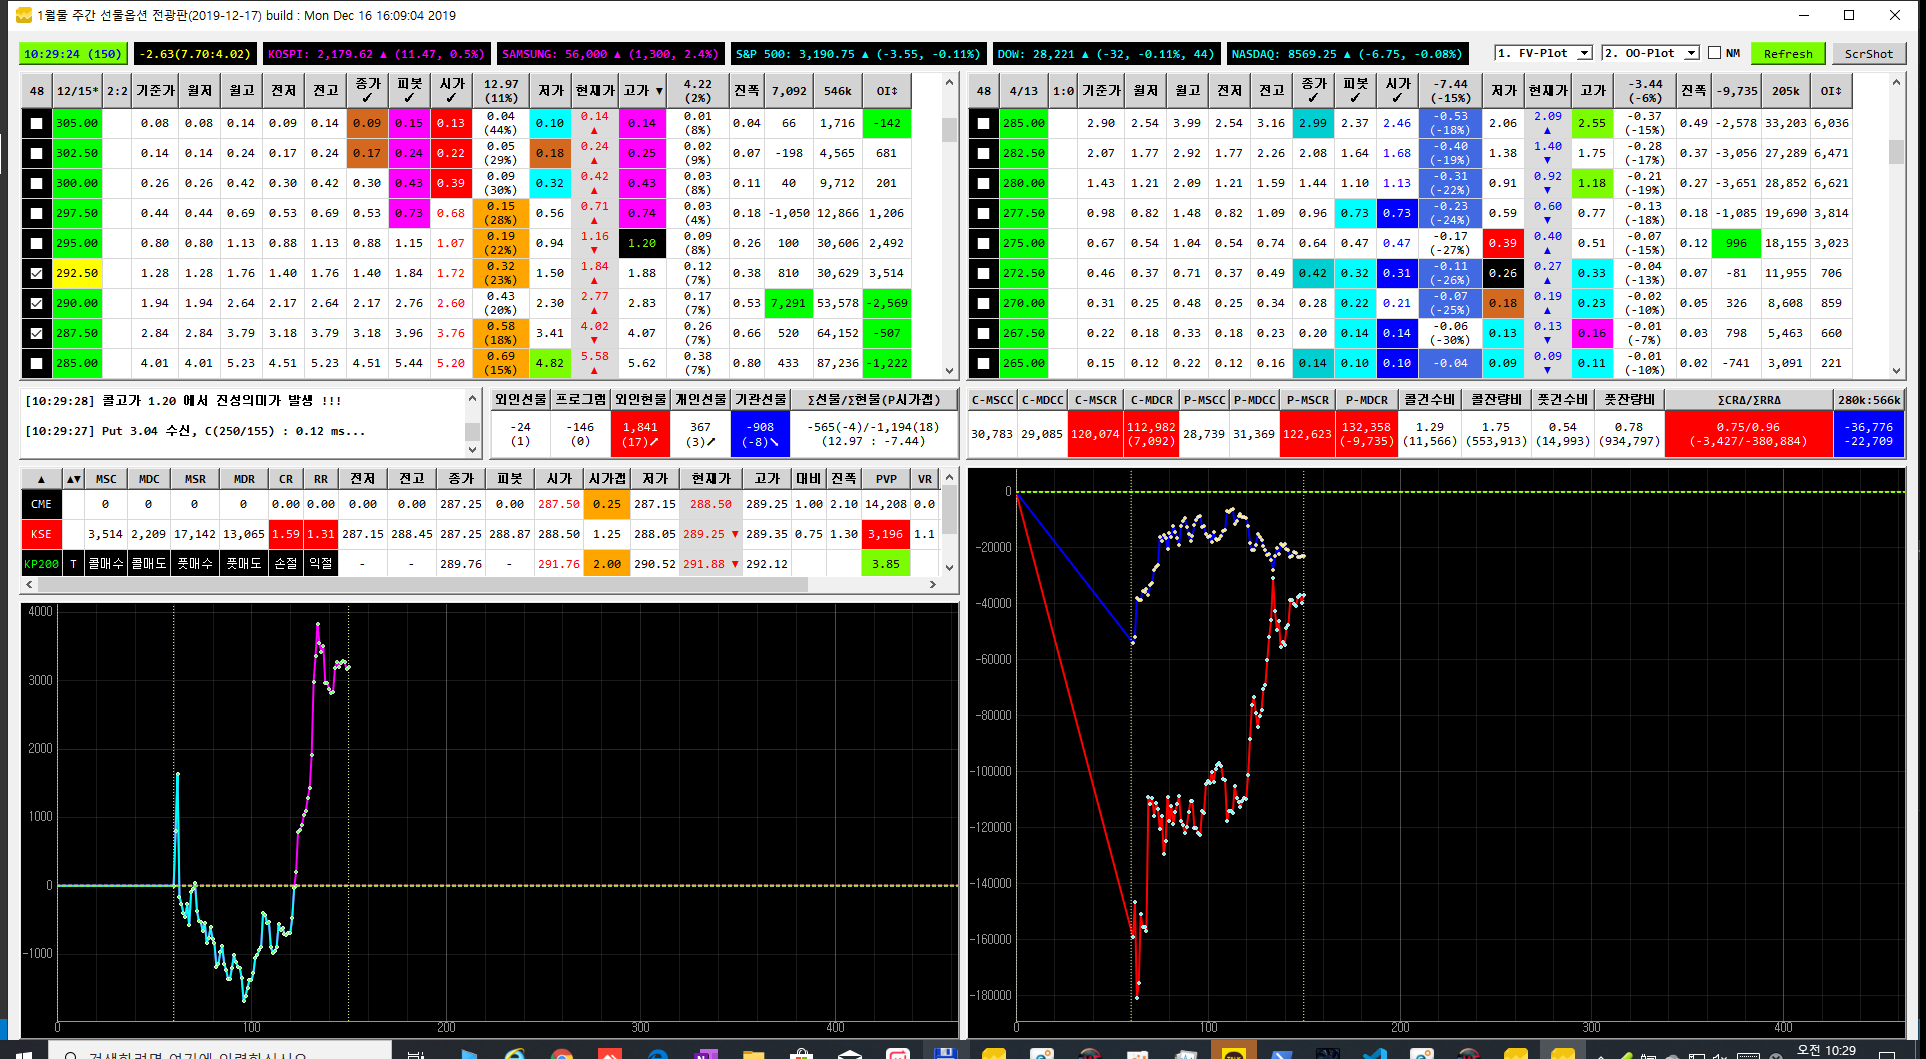 1월물 주간 선물옵션 전광판(2019-12-17) build : Mon Dec 16 16:09:04 2019
10:29:24 (150) -2.63(7.70:4.02) KOSPI: 2,179.62 ▲ (11.47, 0.5%) SAMSUNG: 56,000 ▲ (1,300, 2.4%) S&P 500: 3,190.75 ▲ (-3.55, -0.11%) DOW: 28,221 ▲ (-32, -0.11%, 44) NASDAQ: 8569.25 ▲ (-6.75, -0.08%) 1. FV-Plot 2. OO-Plot NM Refresh ScrShot
48 12/15* 2:2 기준가 월저 월고 전저 전고 종가 ✓ 피봇 ✓ 시가 ✓ 12.97 (11%) 저가 현재가 고가 ▼ 4.22 (2%) 진폭 7,092 546k OI↕
305.00 0.08 0.08 0.14 0.09 0.14 0.09 0.15 0.13 0.04 (44%) 0.10 0.14 ▲ 0.14 0.01 (8%) 0.04 66 1,716 -142
302.50 0.14 0.14 0.24 0.17 0.24 0.17 0.24 0.22 0.05 (29%) 0.18 0.24 ▲ 0.25 0.02 (9%) 0.07 -198 4,565 681
300.00 0.26 0.26 0.42 0.30 0.42 0.30 0.43 0.39 0.09 (30%) 0.32 0.42 ▲ 0.43 0.03 (8%) 0.11 40 9,712 201
297.50 0.44 0.44 0.69 0.53 0.69 0.53 0.73 0.68 0.15 (28%) 0.56 0.71 ▲ 0.74 0.03 (4%) 0.18 -1,050 12,866 1,206
295.00 0.80 0.80 1.13 0.88 1.13 0.88 1.15 1.07 0.19 (22%) 0.94 1.16 ▼ 1.20 0.09 (8%) 0.26 100 30,606 2,492
292.50 1.28 1.28 1.76 1.40 1.76 1.40 1.84 1.72 0.32 (23%) 1.50 1.84 ▼ 1.88 0.12 (7%) 0.38 810 30,629 3,514
290.00 1.94 1.94 2.64 2.17 2.64 2.17 2.76 2.60 0.43 (20%) 2.30 2.77 ▲ 2.83 0.17 (7%) 0.53 7,291 53,578 -2,569
287.50 2.84 2.84 3.79 3.18 3.79 3.18 3.96 3.76 0.58 (18%) 3.41 4.02 ▼ 4.07 0.26 (7%) 0.66 520 64,152 -507
285.00 4.01 4.01 5.23 4.51 5.23 4.51 5.44 5.20 0.69 (15%) 4.82 5.58 ▲ 5.62 0.38 (7%) 0.80 433 87,236 -1,222
48 4/13 1:0 기준가 월저 월고 전저 전고 종가 ✓ 피봇 ✓ 시가 ✓ -7.44 (-15%) 저가 현재가 고가 -3.44 (-6%) 진폭 -9,735 205k OI↕
285.00 2.90 2.54 3.99 2.54 3.16 2.99 2.37 2.46 -0.53 (-18%) 2.06 2.09 ▲ 2.55 -0.37 (-15%) 0.49 -2,578 33,203 6,036
282.50 2.07 1.77 2.92 1.77 2.26 2.08 1.64 1.68 -0.40 (-19%) 1.38 1.40 ▼ 1.75 -0.28 (-17%) 0.37 -3,056 27,289 6,471
280.00 1.43 1.21 2.09 1.21 1.59 1.44 1.10 1.13 -0.31 (-22%) 0.91 0.92 ▼ 1.18 -0.21 (-19%) 0.27 -3,651 28,852 6,621
277.50 0.98 0.82 1.48 0.82 1.09 0.96 0.73 0.73 -0.23 (-24%) 0.59 0.60 ▼ 0.77 -0.13 (-18%) 0.18 -1,085 19,690 3,814
275.00 0.67 0.54 1.04 0.54 0.74 0.64 0.47 0.47 -0.17 (-27%) 0.39 0.40 ▲ 0.51 -0.07 (-15%) 0.12 996 18,155 3,023
272.50 0.46 0.37 0.71 0.37 0.49 0.42 0.32 0.31 -0.11 (-26%) 0.26 0.27 ▲ 0.33 -0.04 (-13%) 0.07 -81 11,955 706
270.00 0.31 0.25 0.48 0.25 0.34 0.28 0.22 0.21 -0.07 (-25%) 0.18 0.19 ▲ 0.23 -0.02 (-10%) 0.05 326 8,608 859
267.50 0.22 0.18 0.33 0.18 0.23 0.20 0.14 0.14 -0.06 (-30%) 0.13 0.13 ▼ 0.16 -0.01 (-7%) 0.03 798 5,463 660
265.00 0.15 0.12 0.22 0.12 0.16 0.14 0.10 0.10 -0.04 0.09 0.09 ▼ 0.11 -0.01 (-10%) 0.02 -741 3,091 221
[10:29:28] 콜고가 1.20 에서 진성의미가 발생 !!!
[10:29:27] Put 3.04 수신, C(250/155) : 0.12 ms...
외인선물 프로그램 외인현물 개인선물 기관선물 Σ선물/Σ현물(P시가갭)
-24 (1) -146 (0) 1,841 (17)↗ 367 (3)↗ -908 (-8)↘ -565(-4)/-1,194(18) (12.97 : -7.44)
C-MSCC C-MDCC C-MSCR C-MDCR P-MSCC P-MDCC P-MSCR P-MDCR 콜건수비 콜잔량비 풋건수비 풋잔량비 ΣCRΔ/ΣRRΔ 280k:566k
30,783 29,085 120,074 112,982 (7,092) 28,739 31,369 122,623 132,358 (-9,735) 1.29 (11,566) 1.75 (553,913) 0.54 (14,993) 0.78 (934,797) 0.75/0.96 (-3,427/-380,884) -36,776 -22,709
▲ ▲▼ MSC MDC MSR MDR CR RR 전저 전고 종가 피봇 시가 시가갭 저가 현재가 고가 대비 진폭 PVP VR
CME 0 0 0 0 0.00 0.00 0.00 0.00 287.25 0.00 287.50 0.25 287.15 288.50 289.25 1.00 2.10 14,208 0.0
KSE 3,514 2,209 17,142 13,065 1.59 1.31 287.15 288.45 287.25 288.87 288.50 1.25 288.05 289.25 ▼ 289.35 0.75 1.30 3,196 1.1
KP200 T 콜매수 콜매도 풋매수 풋매도 손절 익절 - - 289.76 - 291.76 2.00 290.52 291.88 ▼ 292.12 3.85
4000
3000
2000
1000
0
-1000
0 100 200 300 400
0
-20000
-40000
-60000
-80000
-100000
-120000
-140000
-160000
-180000
0 100 200 300 400
검색하려면 여기에 입력하십시오.
오전 10:29